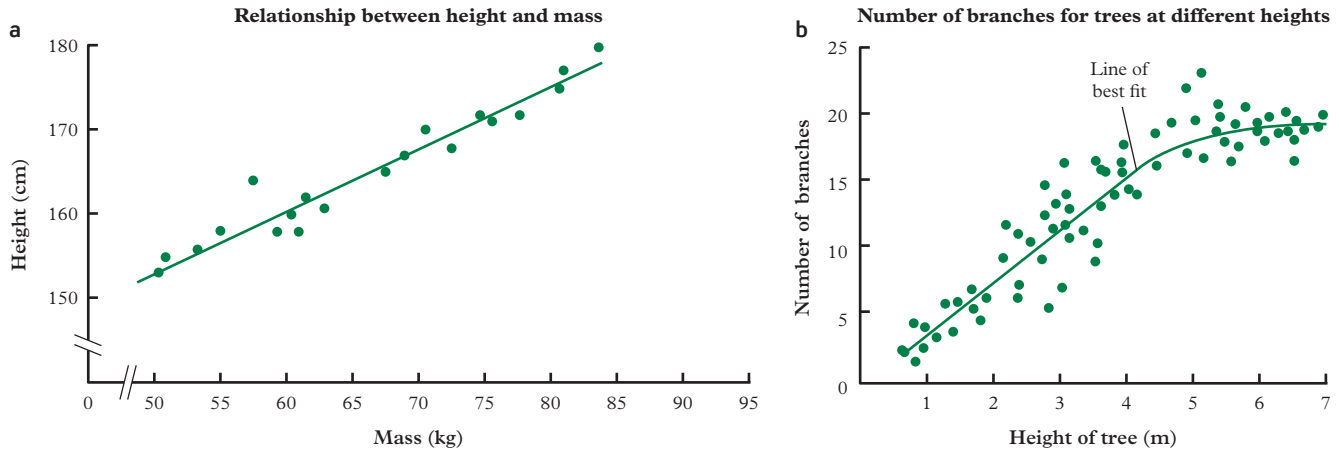 a
Relationship between height and mass
Height (cm)
180
170
160
150
0
50
55
60
65
70
75
80
85
90
95
Mass (kg)
b
Number of branches for trees at different heights
Number of branches
25
20
15
10
5
0
Line of
best fit
1
2
3
4
5
6
7
Height of tree (m)